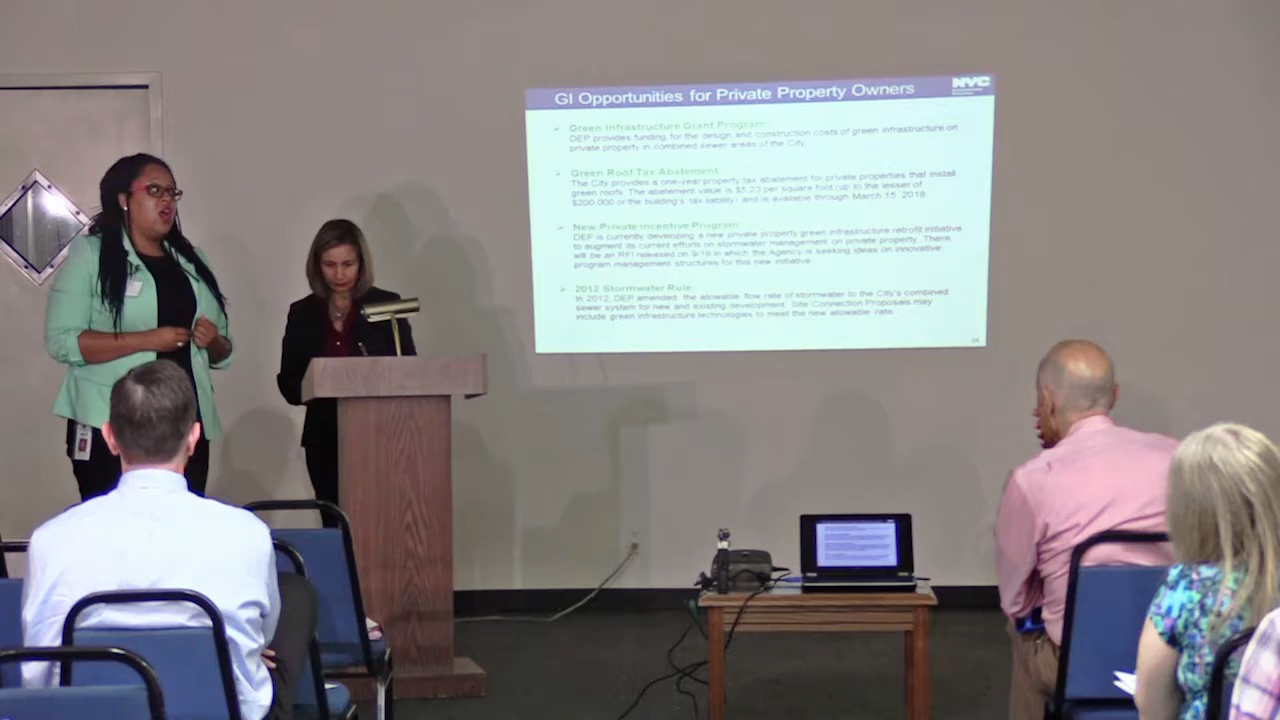 GI Opportunities for Private Property Owners
NYC
Green Infrastructure Grant Program:
DEP provides funding for the design and construction costs of green infrastructure on
private property in combined sewer areas of the City.
Green Roof Tax Abatement:
The City provides a one-year property tax abatement for private properties that install
green roofs. The abatement value is $5.23 per square foot (up to the lesser of
$200,000 or the building's tax liability) and is available through March 15, 2018.
New Private Incentive Program:
DEP is currently developing a new private property green infrastructure retrofit initiative
to augment its current efforts on stormwater management on private property. There
will be an RFI released on 9/19 in which the Agency is seeking ideas on innovative
program management structures for this new initiative.
2012 Stormwater Rule:
In 2012, DEP amended the allowable flow rate of stormwater to the City's combined
sewer system for new and existing development. Site Connection Proposals may
include green infrastructure technologies to meet the new allowable rate.